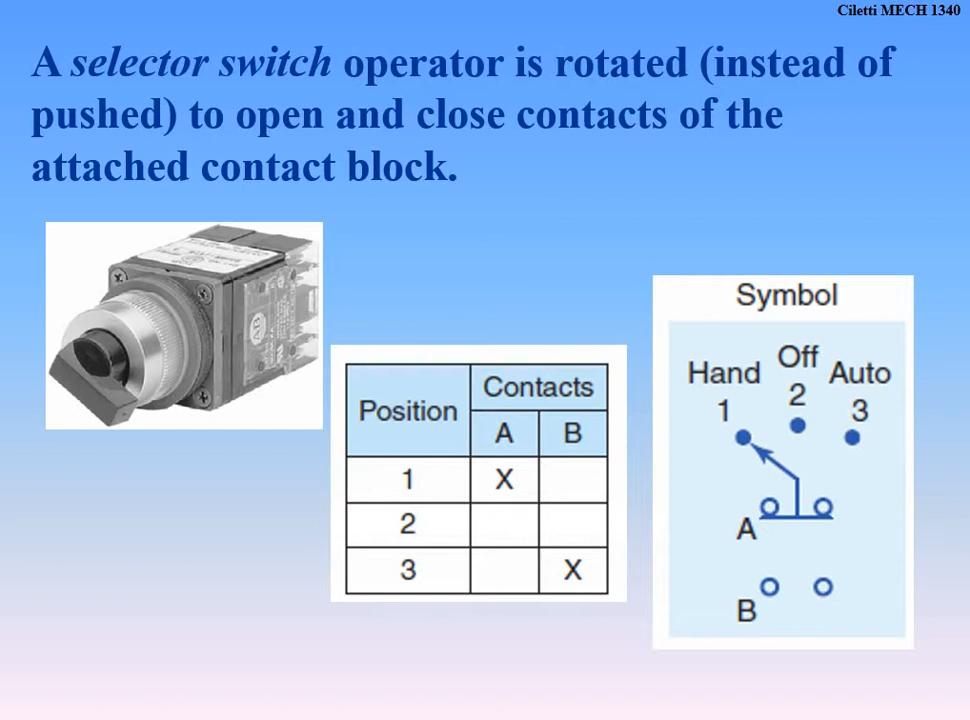 Ciletti MECH 1340
A selector switch operator is rotated (instead of
pushed) to open and close contacts of the
attached contact block.
AB
Position
Contacts
A B
1 X
2
3 X
Symbol
Hand Off Auto
1 2 3
A
B